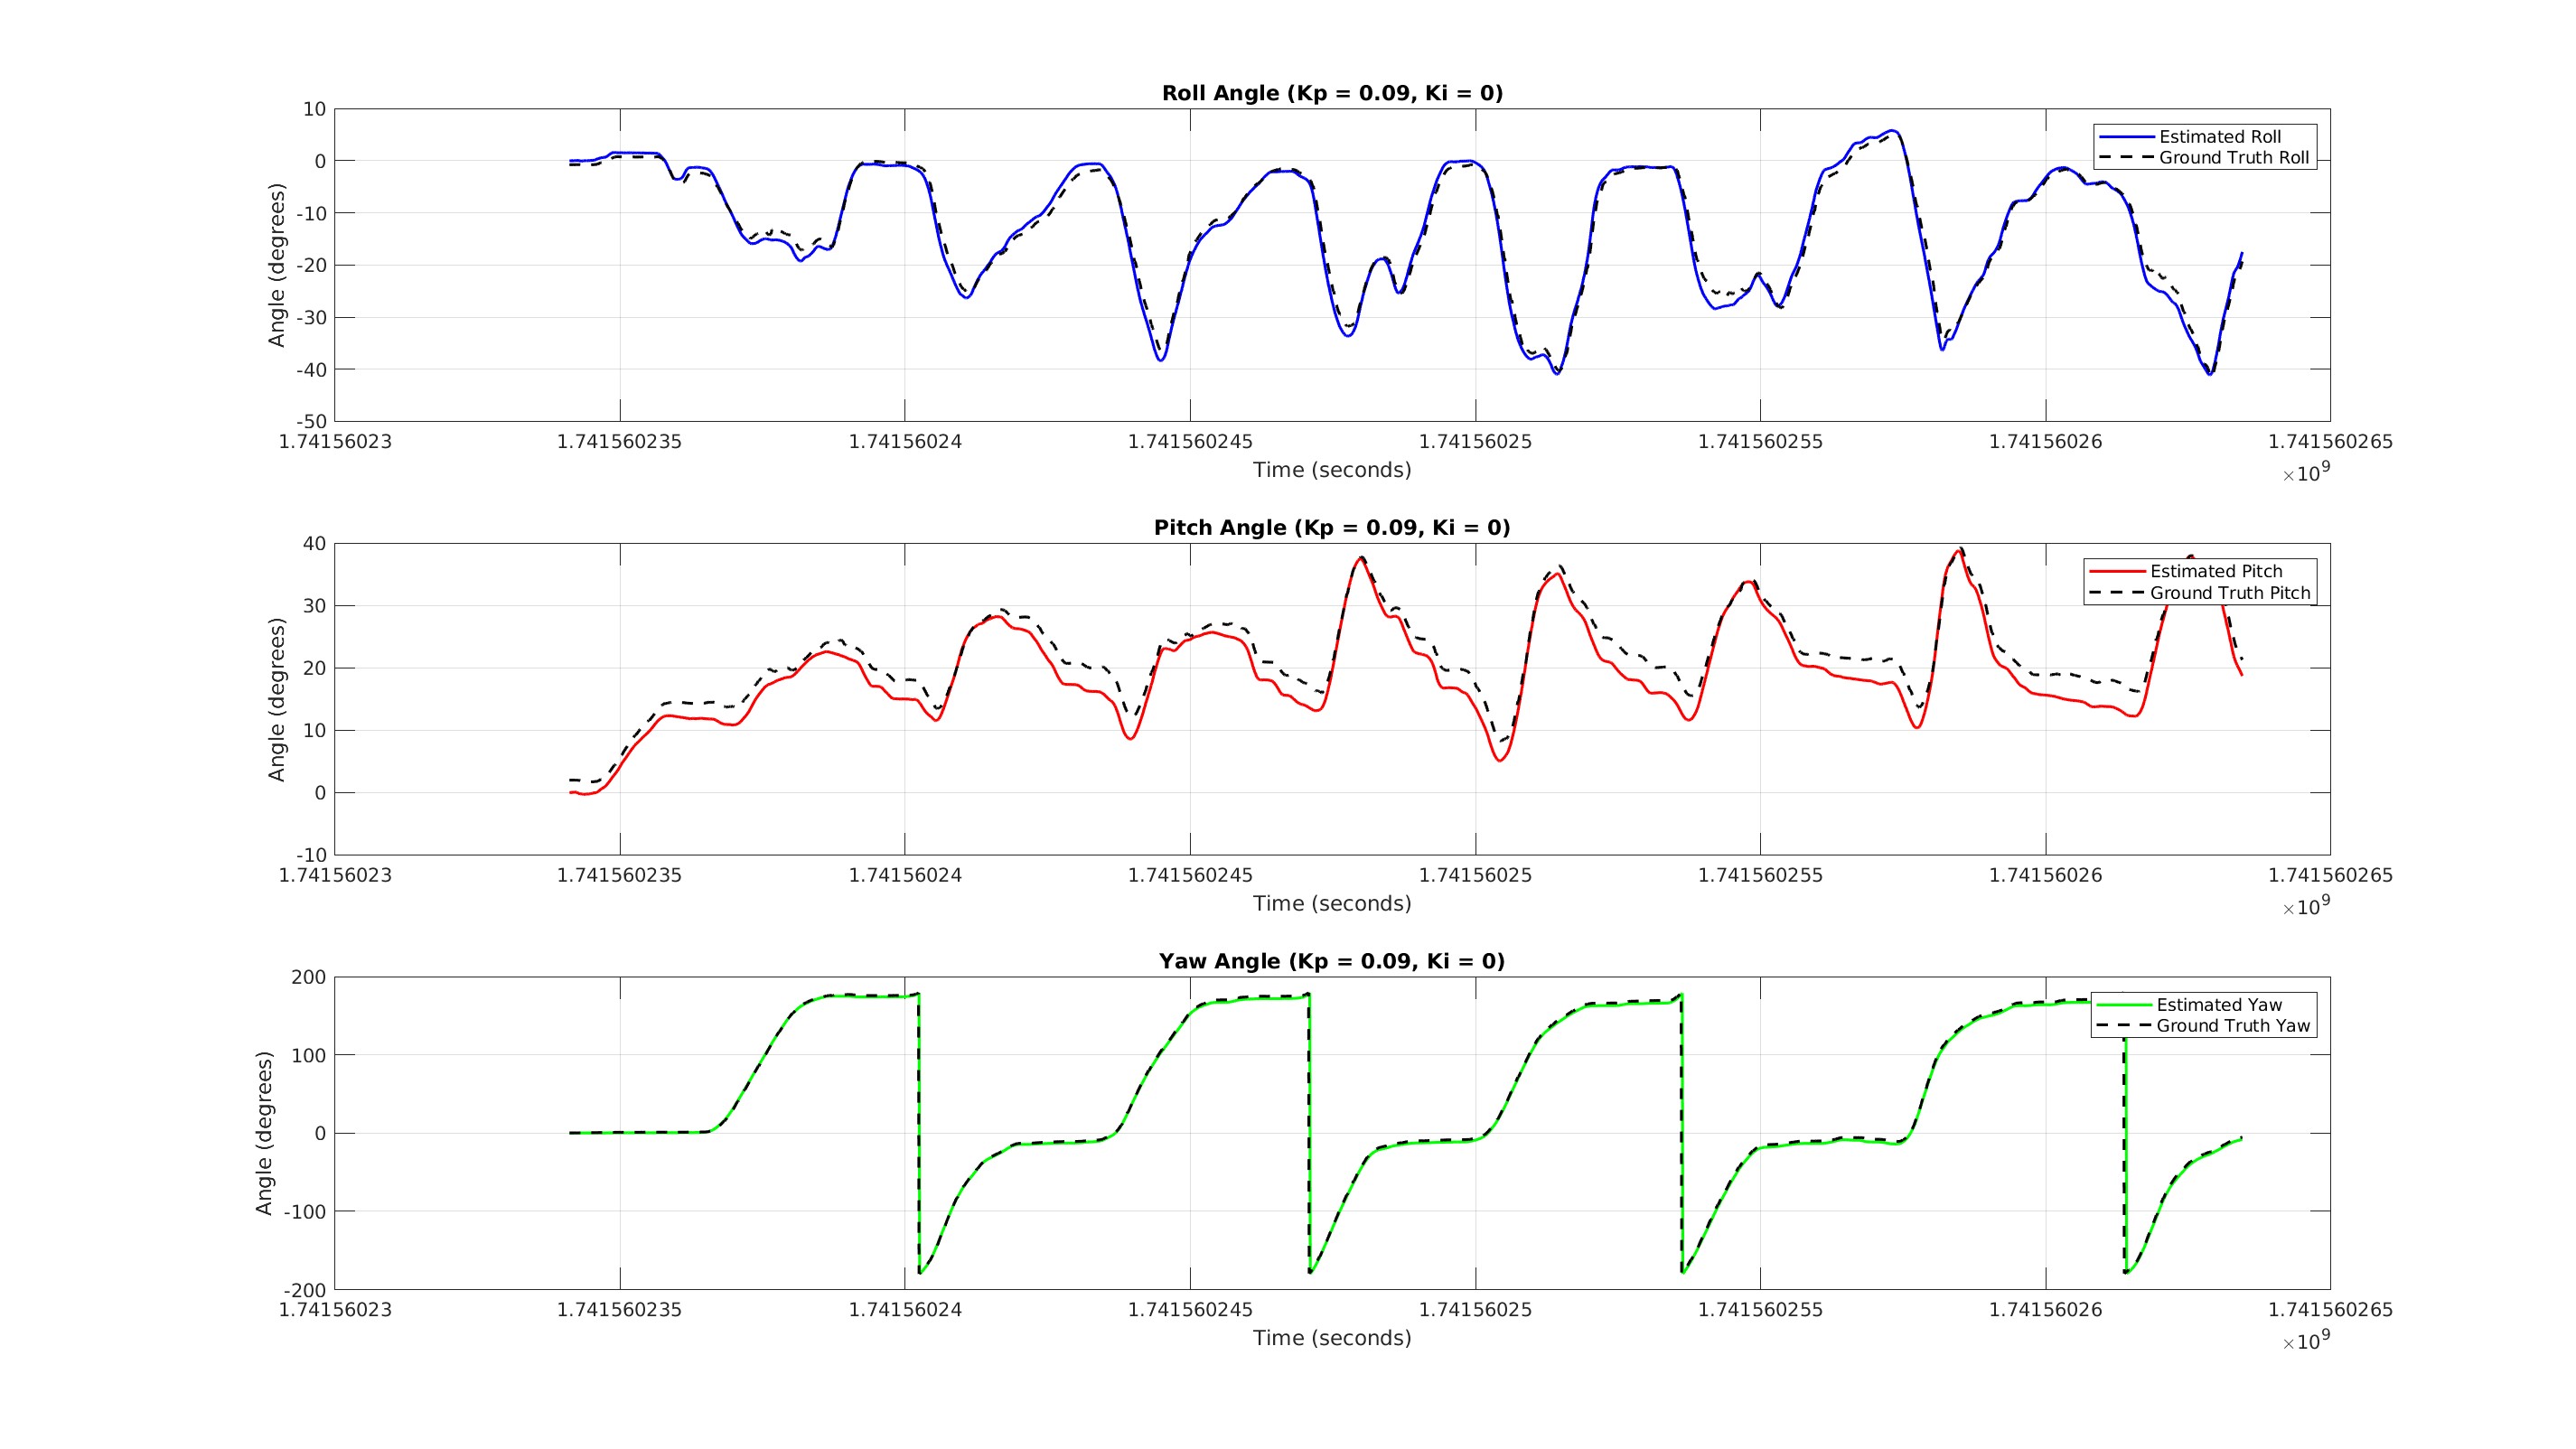 Roll Angle (Kp = 0.09, Ki = 0)
10
0
-10
-20
-30
-40
-50
Angle (degrees)
Estimated Roll
Ground Truth Roll
1.74156023 1.741560235 1.74156024 1.741560245 1.74156025 1.741560255 1.74156026 1.741560265
Time (seconds)
×10⁹
Pitch Angle (Kp = 0.09, Ki = 0)
40
30
20
10
0
-10
Angle (degrees)
Estimated Pitch
Ground Truth Pitch
1.74156023 1.741560235 1.74156024 1.741560245 1.74156025 1.741560255 1.74156026 1.741560265
Time (seconds)
×10⁹
Yaw Angle (Kp = 0.09, Ki = 0)
200
100
0
-100
-200
Angle (degrees)
Estimated Yaw
Ground Truth Yaw
1.74156023 1.741560235 1.74156024 1.741560245 1.74156025 1.741560255 1.74156026 1.741560265
Time (seconds)
×10⁹